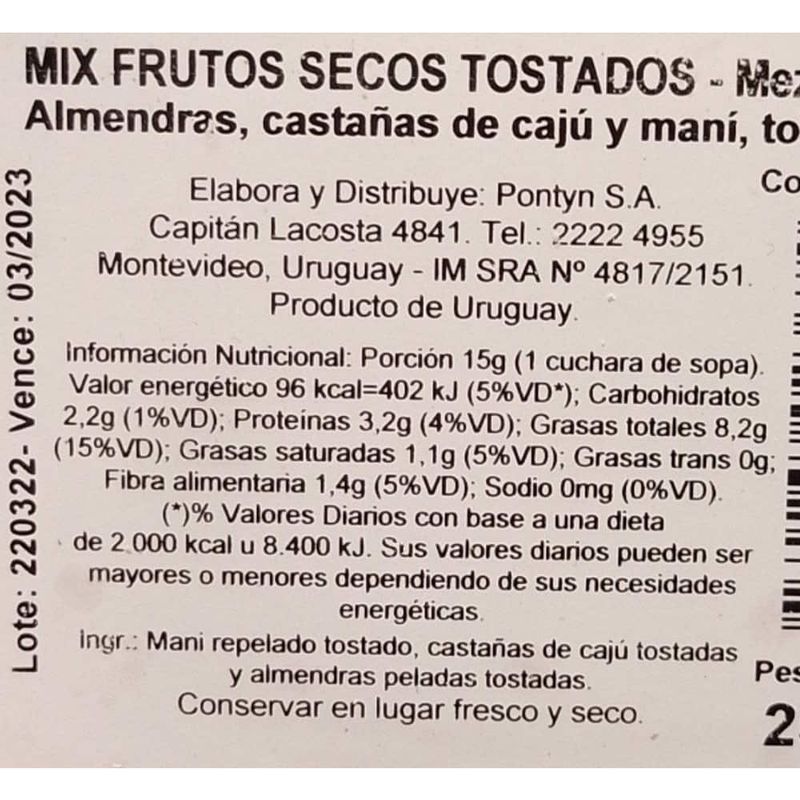 MIX FRUTOS SECOS TOSTADOS -
Almendras, castañas de cajú y maní,
Elabora y Distribuye: Pontyn S.A.
Capitán Lacosta 4841. Tel.: 2222 4955
Montevideo, Uruguay - IM SRA Nº 4817/2151.
Producto de Uruguay.
Información Nutricional: Porción 15g (1 cuchara de sopa).
Valor energético 96 kcal=402 kJ (5%VD*); Carbohidratos
2,2g (1%VD); Proteínas 3,2g (4%VD); Grasas totales 8,2g
(15%VD); Grasas saturadas 1,1g (5%VD); Grasas trans 0g;
Fibra alimentaria 1,4g (5%VD); Sodio 0mg (0%VD).
(*)% Valores Diarios con base a una dieta
de 2.000 kcal u 8.400 kJ. Sus valores diarios pueden ser
mayores o menores dependiendo de sus necesidades
energéticas.
Ingr.: Mani repelado tostado, castañas de cajú tostadas
y almendras peladas tostadas.
Conservar en lugar fresco y seco.
Lote: 220322- Vence: 03/2023